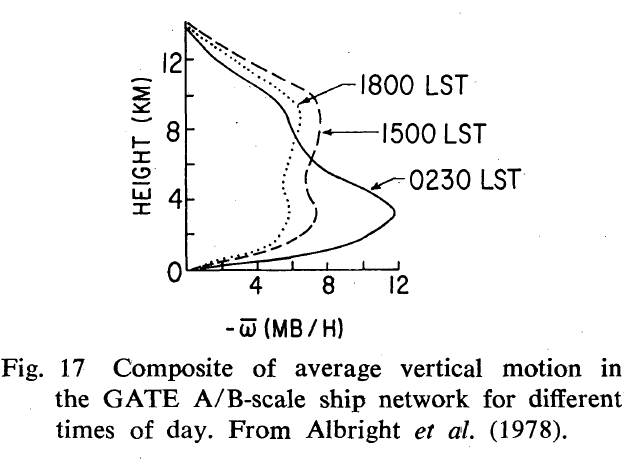 12
8
4
0
HEIGHT (KM)
1800 LST
1500 LST
0230 LST
4 8 12
-ω̅ (MB/H)
Fig. 17 Composite of average vertical motion in
the GATE A/B-scale ship network for different
times of day. From Albright et al. (1978).